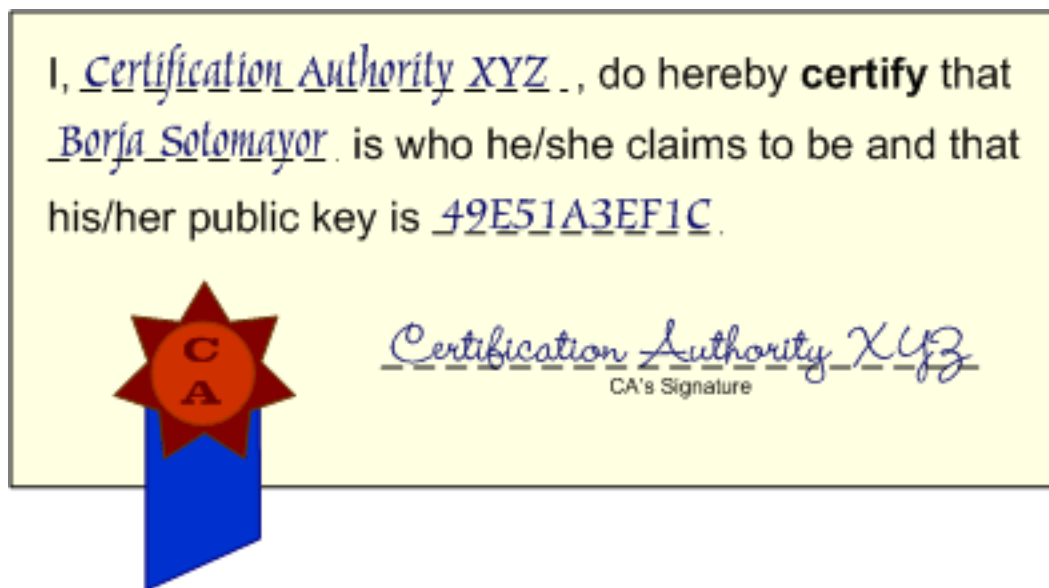 I, Certification Authority XYZ, do hereby certify that
Borja Sotomayor is who he/she claims to be and that
his/her public key is 49E51A3EF1C.
C
A
Certification Authority XYZ
CA's Signature